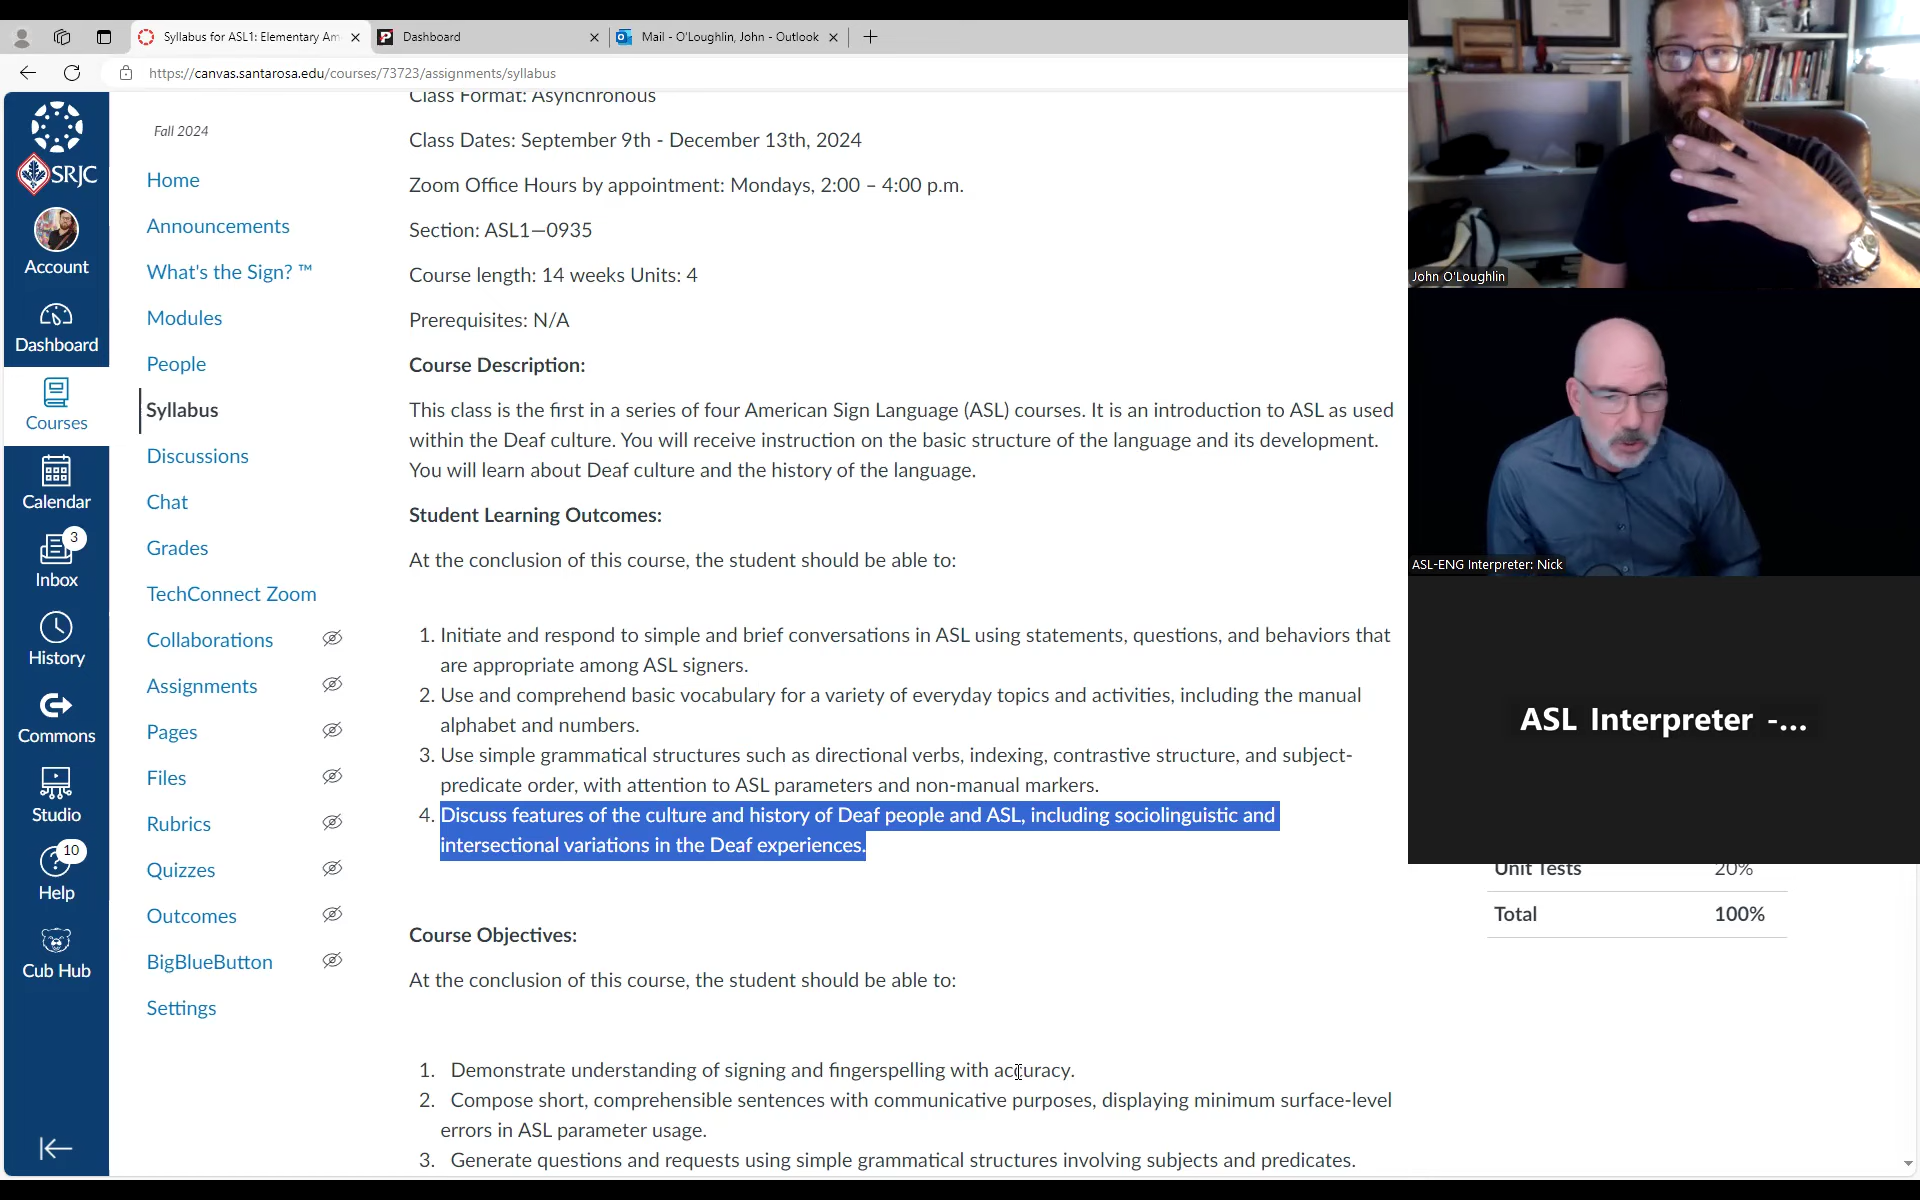 Syllabus for ASL1: Elementary Am
Dashboard
Mail - O'Loughlin, John - Outlook
https://canvas.santarosa.edu/courses/73723/assignments/syllabus
SRJC
Account
Dashboard
Courses
Calendar
3
Inbox
History
Commons
Studio
10
Help
Cub Hub
Fall 2024
Home
Announcements
What's the Sign? ™
Modules
People
Syllabus
Discussions
Chat
Grades
TechConnect Zoom
Collaborations
Assignments
Pages
Files
Rubrics
Quizzes
Outcomes
BigBlueButton
Settings
Class Format: Asynchronous
Class Dates: September 9th - December 13th, 2024
Zoom Office Hours by appointment: Mondays, 2:00 – 4:00 p.m.
Section: ASL1—0935
Course length: 14 weeks Units: 4
Prerequisites: N/A
Course Description:
This class is the first in a series of four American Sign Language (ASL) courses. It is an introduction to ASL as used
within the Deaf culture. You will receive instruction on the basic structure of the language and its development.
You will learn about Deaf culture and the history of the language.
Student Learning Outcomes:
At the conclusion of this course, the student should be able to:
1. Initiate and respond to simple and brief conversations in ASL using statements, questions, and behaviors that
are appropriate among ASL signers.
2. Use and comprehend basic vocabulary for a variety of everyday topics and activities, including the manual
alphabet and numbers.
3. Use simple grammatical structures such as directional verbs, indexing, contrastive structure, and subject-
predicate order, with attention to ASL parameters and non-manual markers.
4. Discuss features of the culture and history of Deaf people and ASL, including sociolinguistic and
intersectional variations in the Deaf experiences.
Course Objectives:
At the conclusion of this course, the student should be able to:
1. Demonstrate understanding of signing and fingerspelling with accuracy.
2. Compose short, comprehensible sentences with communicative purposes, displaying minimum surface-level
errors in ASL parameter usage.
3. Generate questions and requests using simple grammatical structures involving subjects and predicates.
John O'Loughlin
ASL-ENG Interpreter: Nick
ASL Interpreter -...
Unit Tests 20%
Total 100%